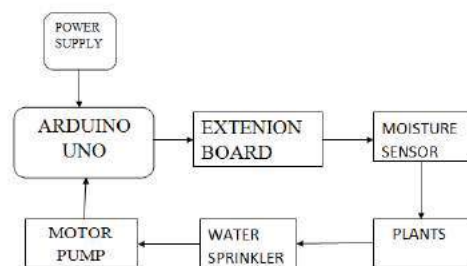 POWER
SUPPLY
ARDUINO
UNO
EXTENION
BOARD
MOISTURE
SENSOR
MOTOR
PUMP
WATER
SPRINKLER
PLANTS